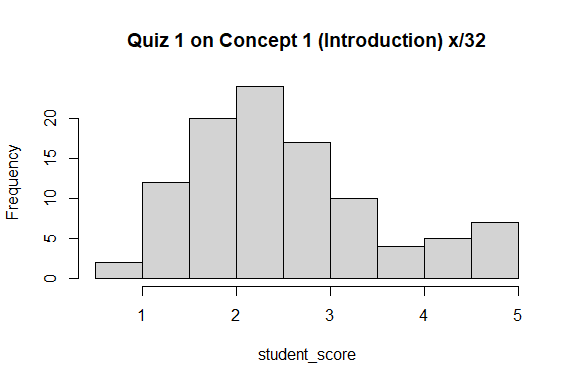 Quiz 1 on Concept 1 (Introduction) x/32
Frequency
20
15
10
5
0
1 2 3 4 5
student_score